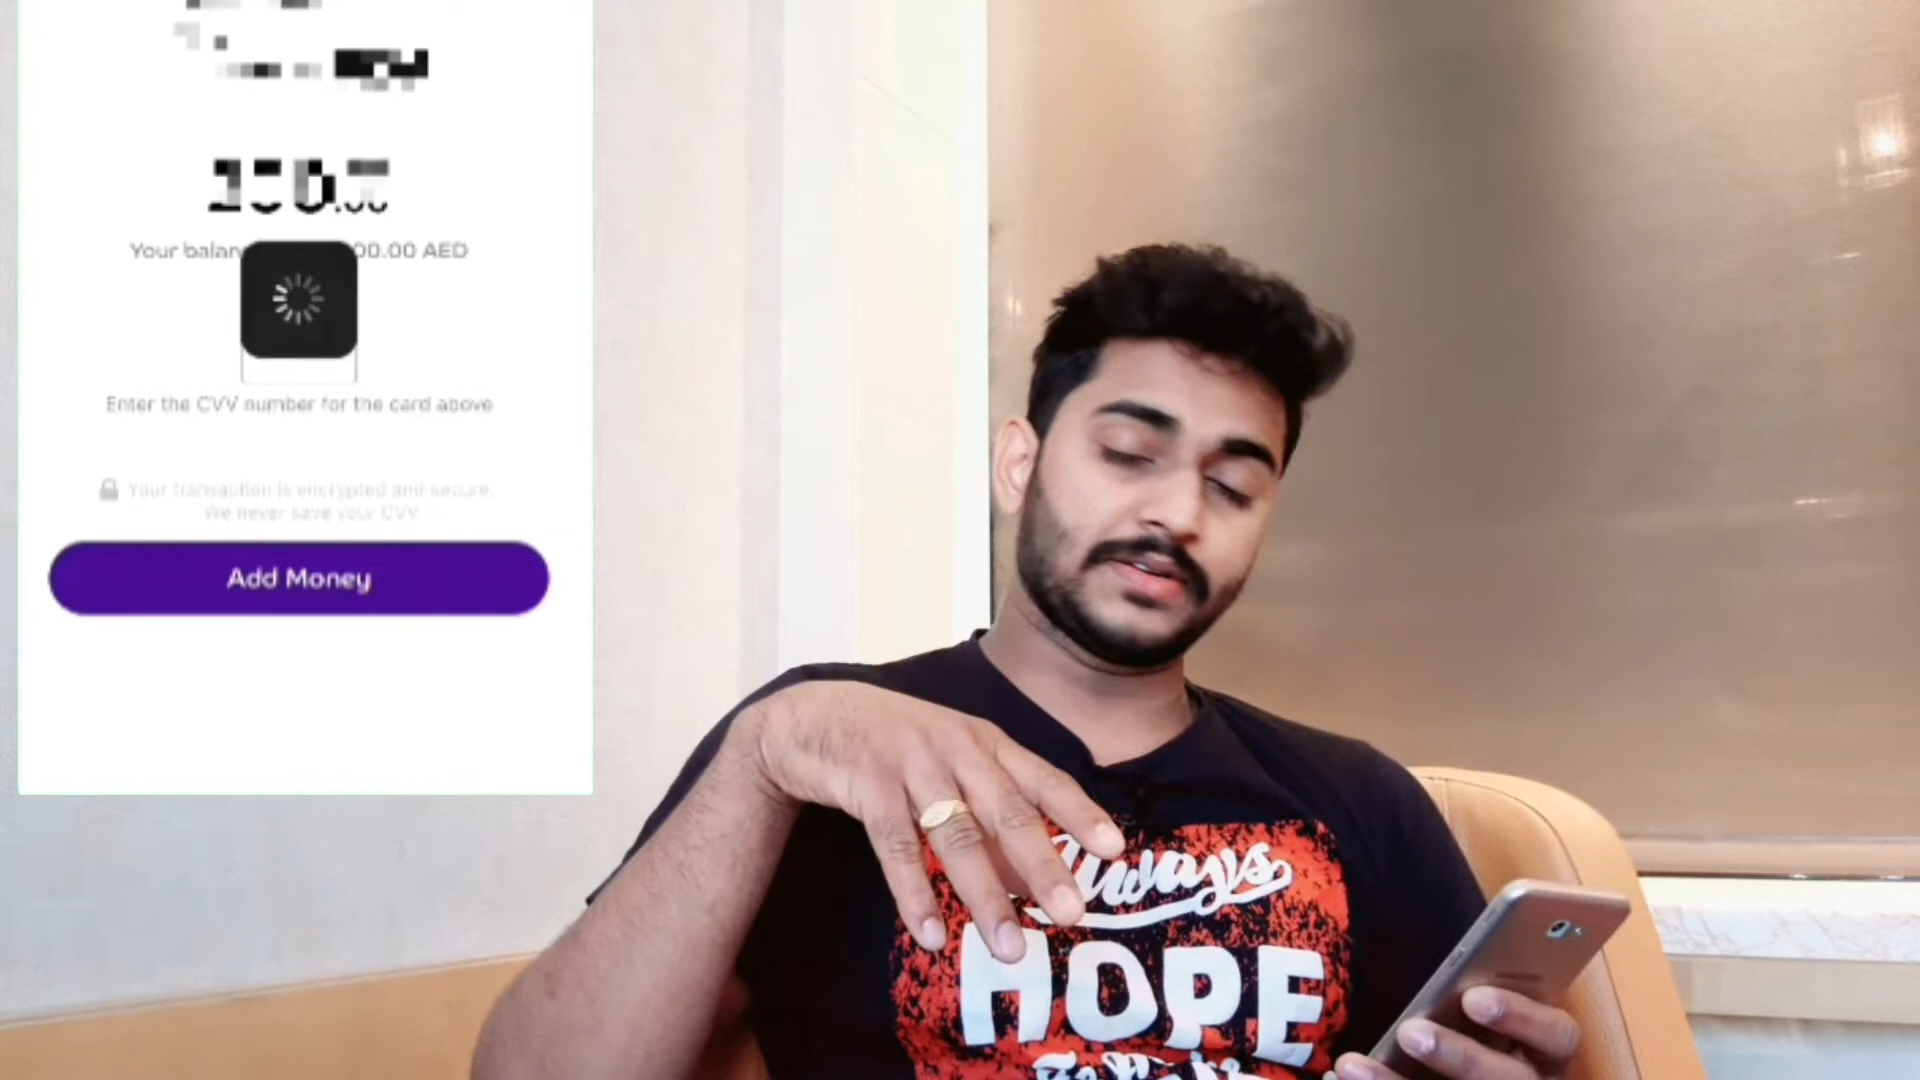 Your balan 00.00 AED
Enter the CVV number for the card above
Your transaction is encrypted and secure.
We never save your CVV
Add Money
Always
HOPE